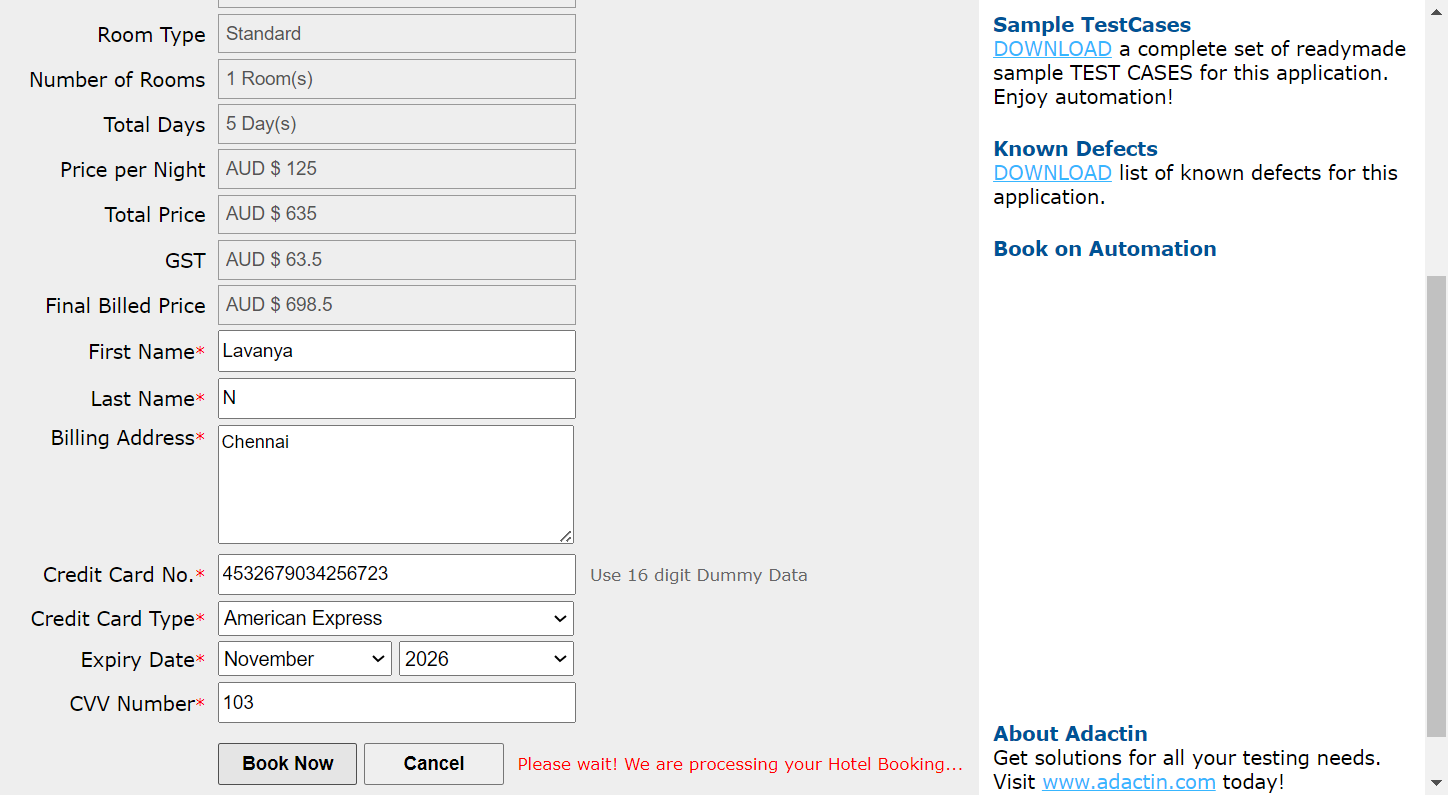 Room Type Standard
Number of Rooms 1 Room(s)
Total Days 5 Day(s)
Price per Night AUD $ 125
Total Price AUD $ 635
GST AUD $ 63.5
Final Billed Price AUD $ 698.5
First Name* Lavanya
Last Name* N
Billing Address* Chennai
Credit Card No.* 4532679034256723 Use 16 digit Dummy Data
Credit Card Type* American Express
Expiry Date* November 2026
CVV Number* 103
Book Now Cancel Please wait! We are processing your Hotel Booking...
Sample TestCases
DOWNLOAD a complete set of readymade
sample TEST CASES for this application.
Enjoy automation!
Known Defects
DOWNLOAD list of known defects for this
application.
Book on Automation
About Adactin
Get solutions for all your testing needs.
Visit www.adactin.com today!